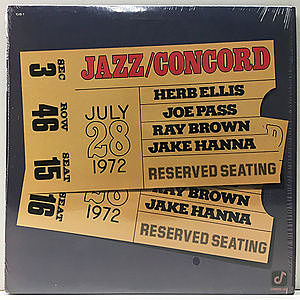 JAZZ/CONCORD
HERB ELLIS
JOE PASS
RAY BROWN
JAKE HANNA
RESERVED SEATING
3 SEC
46 ROW
15 SEAT
JULY
28
1972
RAY BROWN
JAKE HANNA
RESERVED SEATING
16 SEAT
28
1972